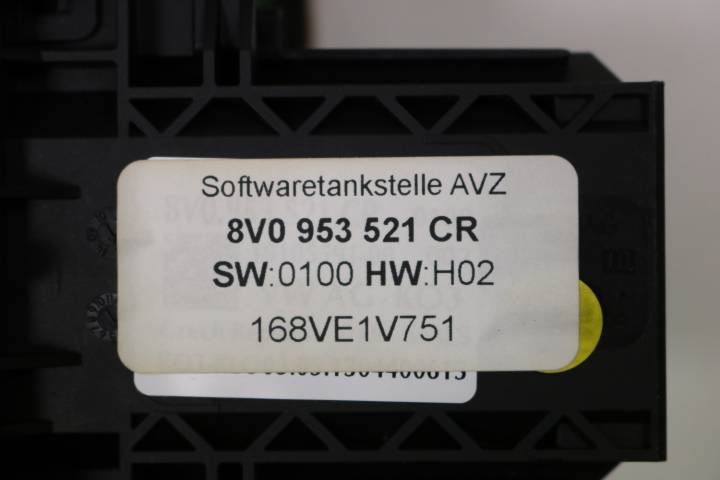 Softwaretankstelle AVZ
8V0 953 521 CR
SW:0100 HW:H02
168VE1V751